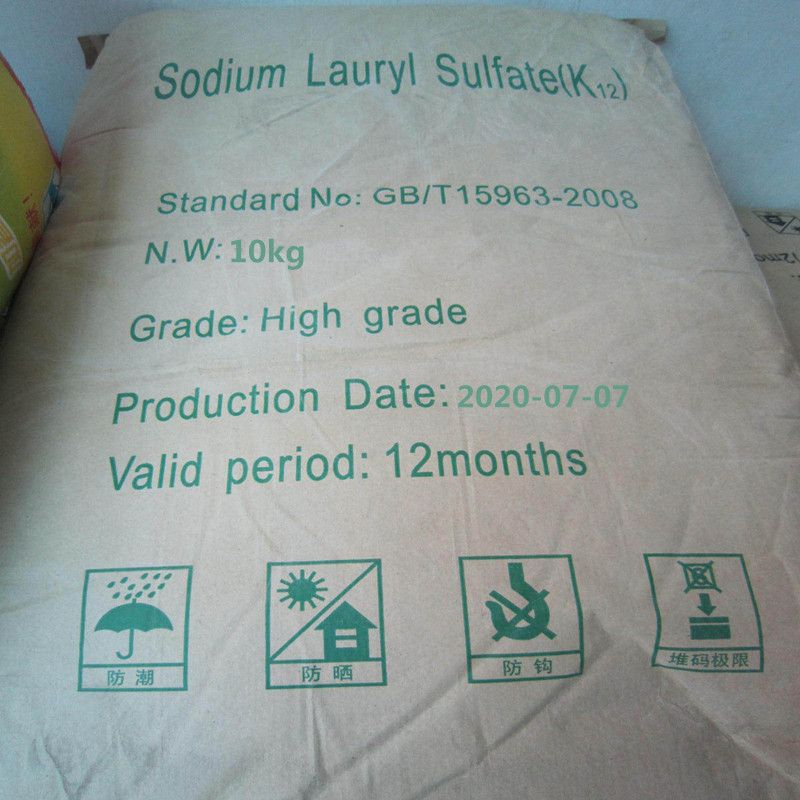 Sodium Lauryl Sulfate(K12)
Standard No: GB/T15963-2008
N.W: 10kg
Grade: High grade
Production Date: 2020-07-07
Valid period: 12months
防潮
防晒
防钩
堆码极限